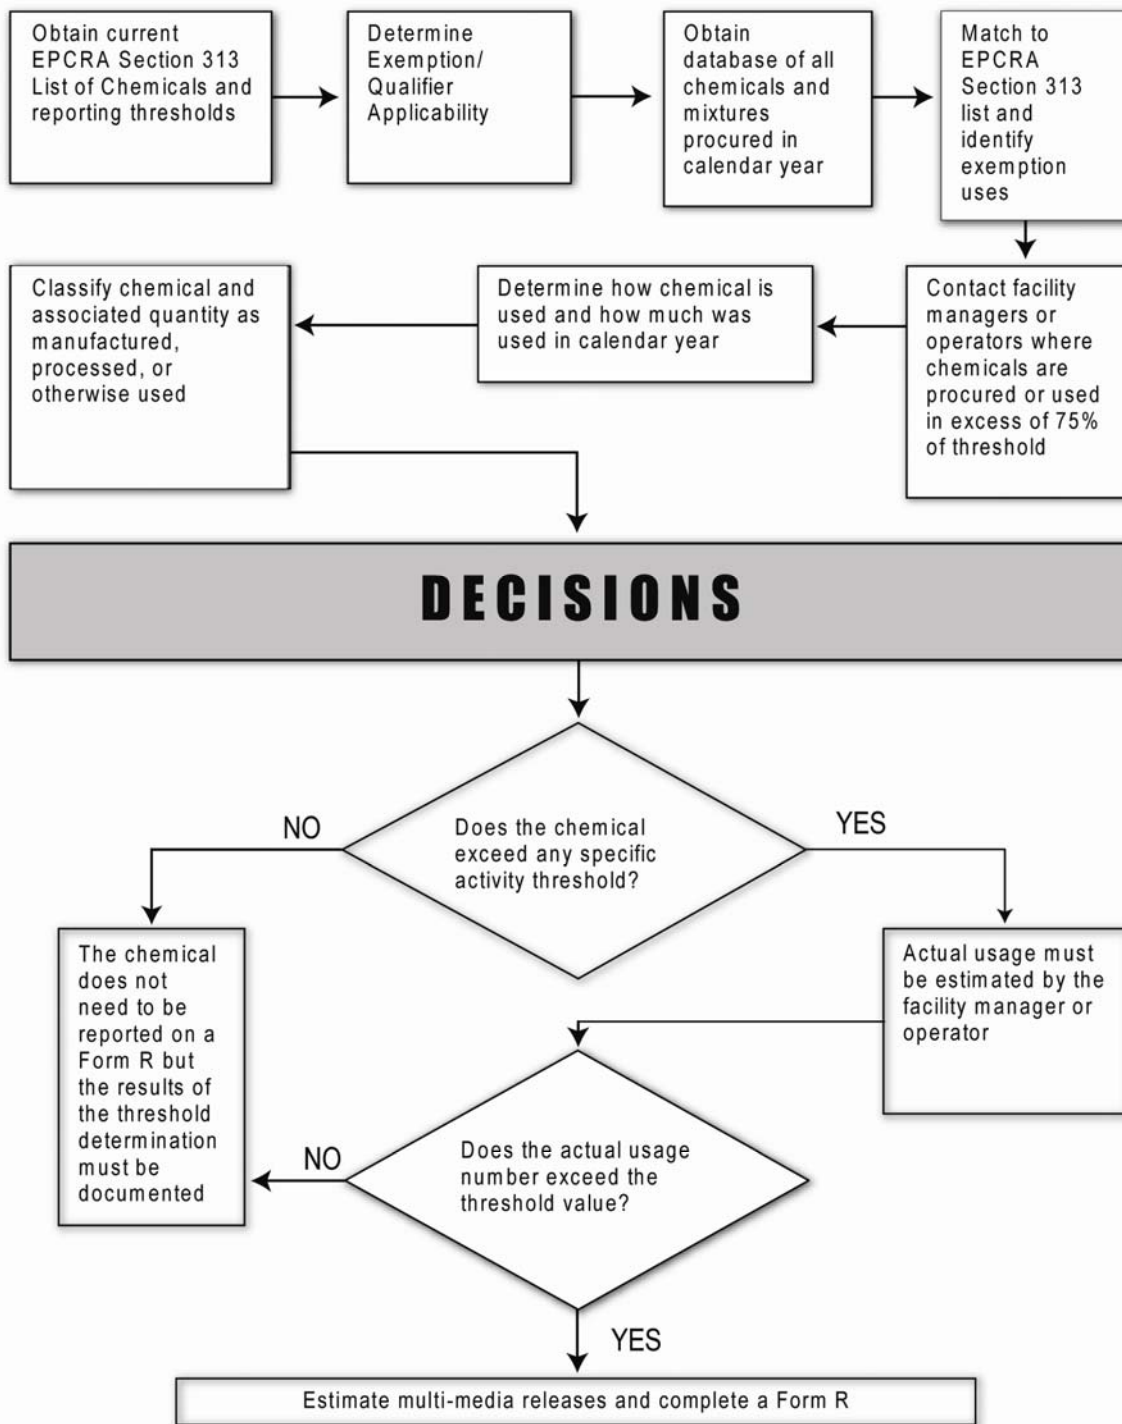 Obtain current
EPCRA Section 313
List of Chemicals and
reporting thresholds
Determine
Exemption/
Qualifier
Applicability
Obtain
database of all
chemicals and
mixtures
procured in
calendar year
Match to
EPCRA
Section 313
list and
identify
exemption
uses
Contact facility
managers or
operators where
chemicals are
procured or used
in excess of 75%
of threshold
Determine how chemical is
used and how much was
used in calendar year
Classify chemical and
associated quantity as
manufactured,
processed, or
otherwise used
DECISIONS
Does the chemical
exceed any specific
activity threshold?
NO
YES
The chemical
does not
need to be
reported on a
Form R but
the results of
the threshold
determination
must be
documented
Actual usage must
be estimated by the
facility manager or
operator
Does the actual usage
number exceed the
threshold value?
NO
YES
Estimate multi-media releases and complete a Form R